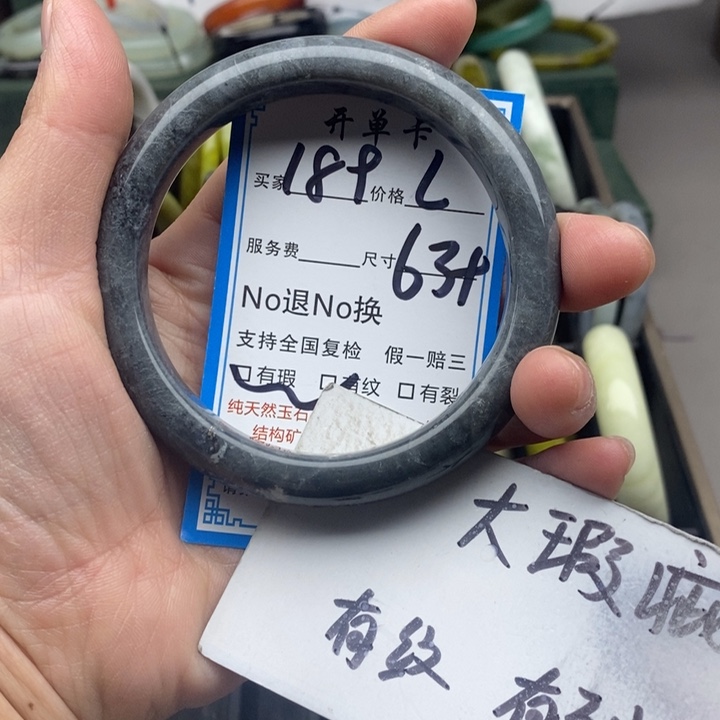 开单卡
买家 189 价格 L
服务费 尺寸 63+
No退No换
支持全国复检 假一赔三
□有瑕 □有纹 □有裂
纯天然玉石
结构矿
大瑕疵
有纹 有